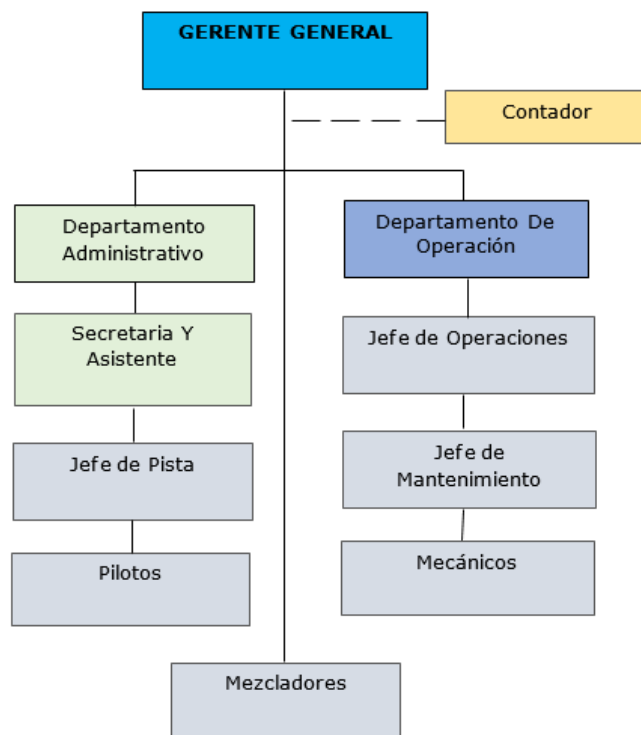 GERENTE GENERAL
Contador
Departamento
Administrativo
Departamento De
Operación
Secretaria Y
Asistente
Jefe de Operaciones
Jefe de Pista
Jefe de
Mantenimiento
Pilotos
Mecánicos
Mezcladores